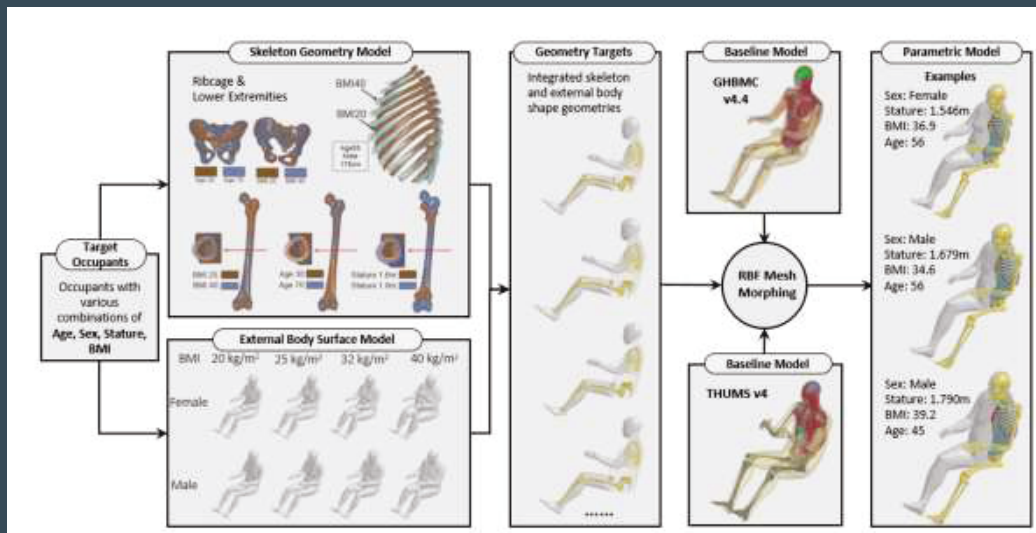 Target
Occupants
Occupants with
various
combinations of
Age, Sex, Stature,
BMI
Skeleton Geometry Model
Ribcage &
Lower Extremities
BMI40
BMI20
BMI 25
BMI 40
Age 30
Age 70
Stature 1.6m
Stature 1.8m
External Body Surface Model
BMI 20 kg/m² 25 kg/m² 32 kg/m² 40 kg/m²
Female
Male
Geometry Targets
Integrated skeleton
and external body
shape geometries
......
Baseline Model
GHBMC
v4.4
RBF Mesh
Morphing
Baseline Model
THUMS v4
Parametric Model
Examples
Sex: Female
Stature: 1.546m
BMI: 36.9
Age: 56
Sex: Male
Stature: 1.679m
BMI: 34.6
Age: 56
Sex: Male
Stature: 1.790m
BMI: 39.2
Age: 45